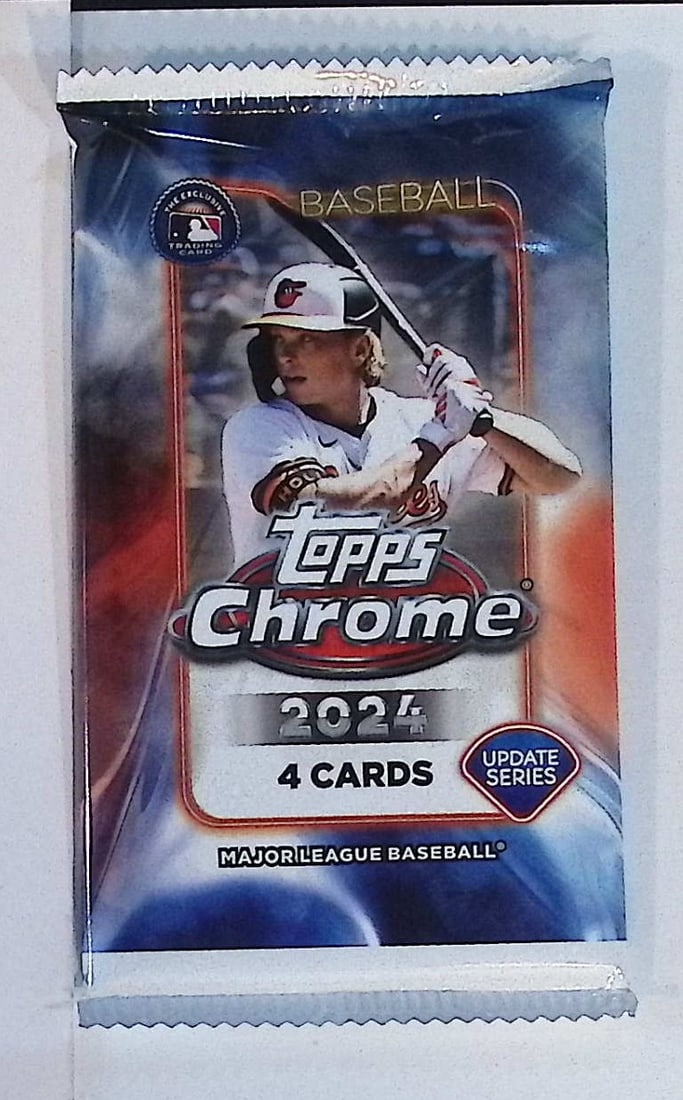 BASEBALL
THE EXCLUSIVE
TRADING
CARD
topps
Chrome®
2024
4 CARDS
UPDATE
SERIES
MAJOR LEAGUE BASEBALL®